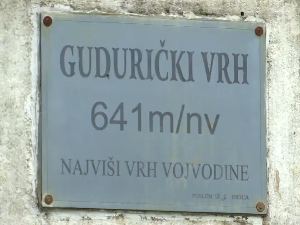 GUDURIČKI VRH
641m/nv
NAJVIŠI VRH VOJVODINE